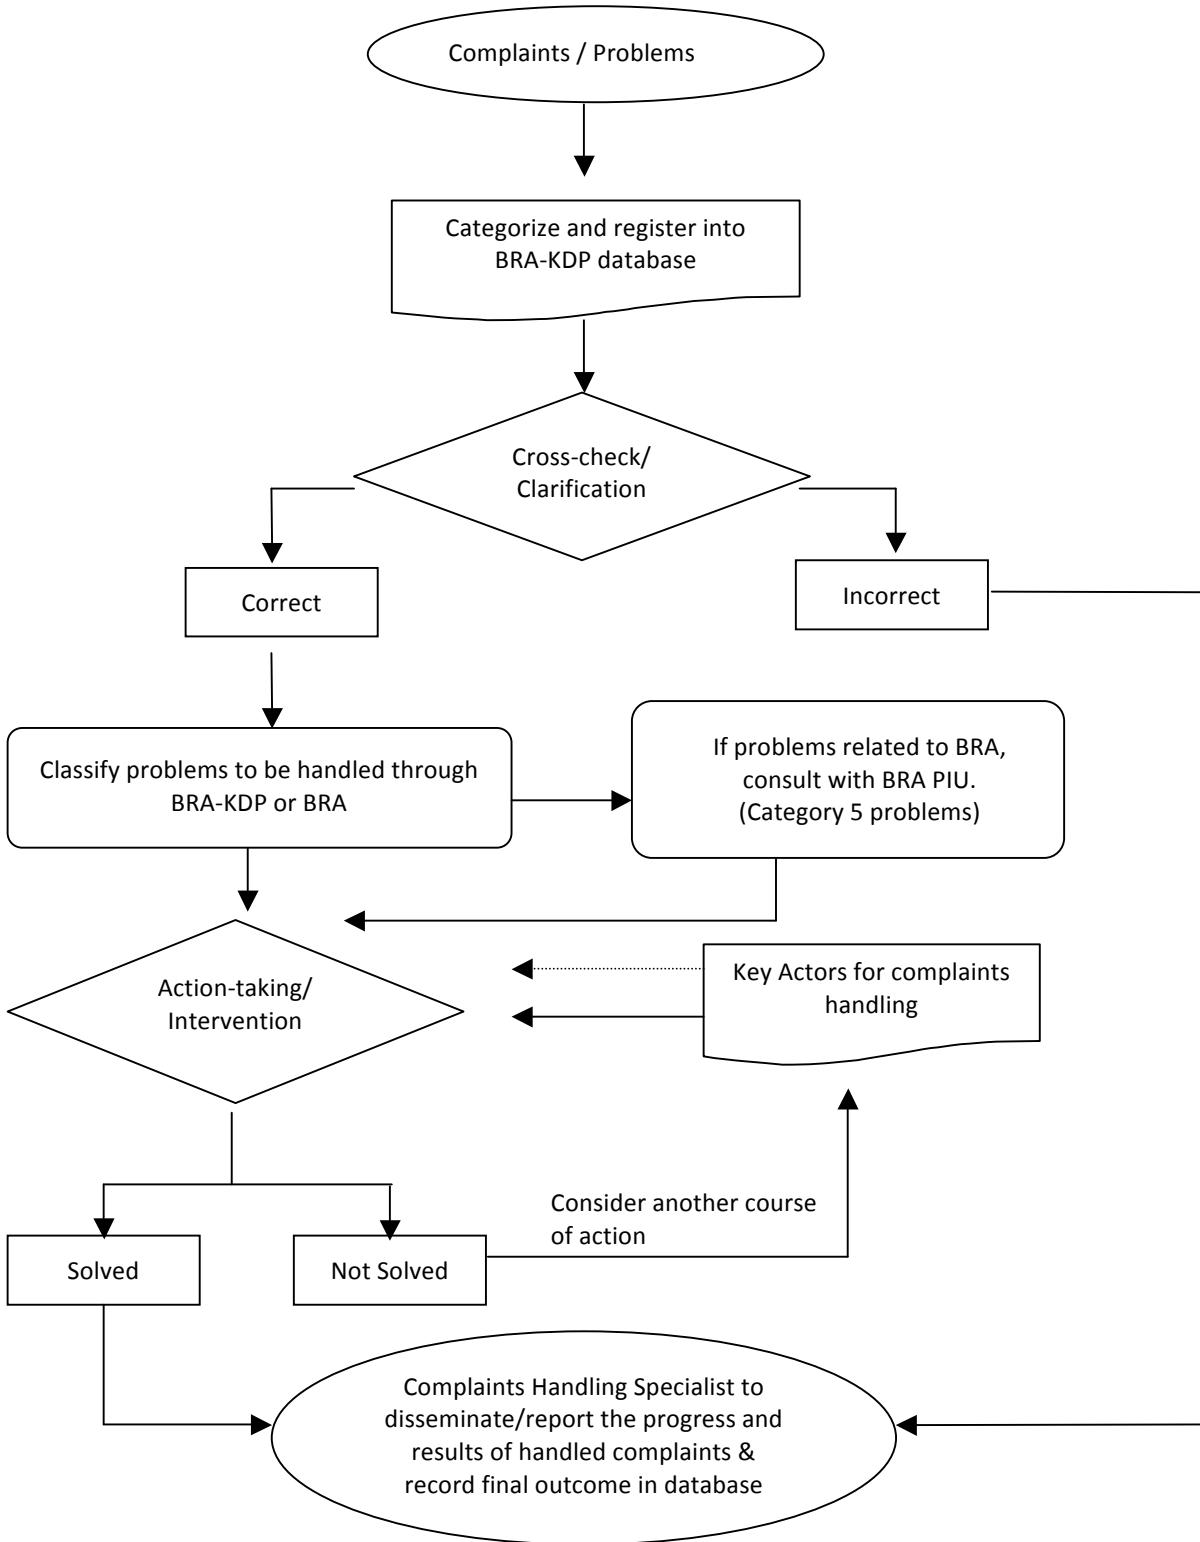 Complaints / Problems
Categorize and register into
BRA-KDP database
Cross-check/
Clarification
Correct
Incorrect
Classify problems to be handled through
BRA-KDP or BRA
If problems related to BRA,
consult with BRA PIU.
(Category 5 problems)
Action-taking/
Intervention
Key Actors for complaints
handling
Consider another course
of action
Solved
Not Solved
Complaints Handling Specialist to
disseminate/report the progress and
results of handled complaints &
record final outcome in database